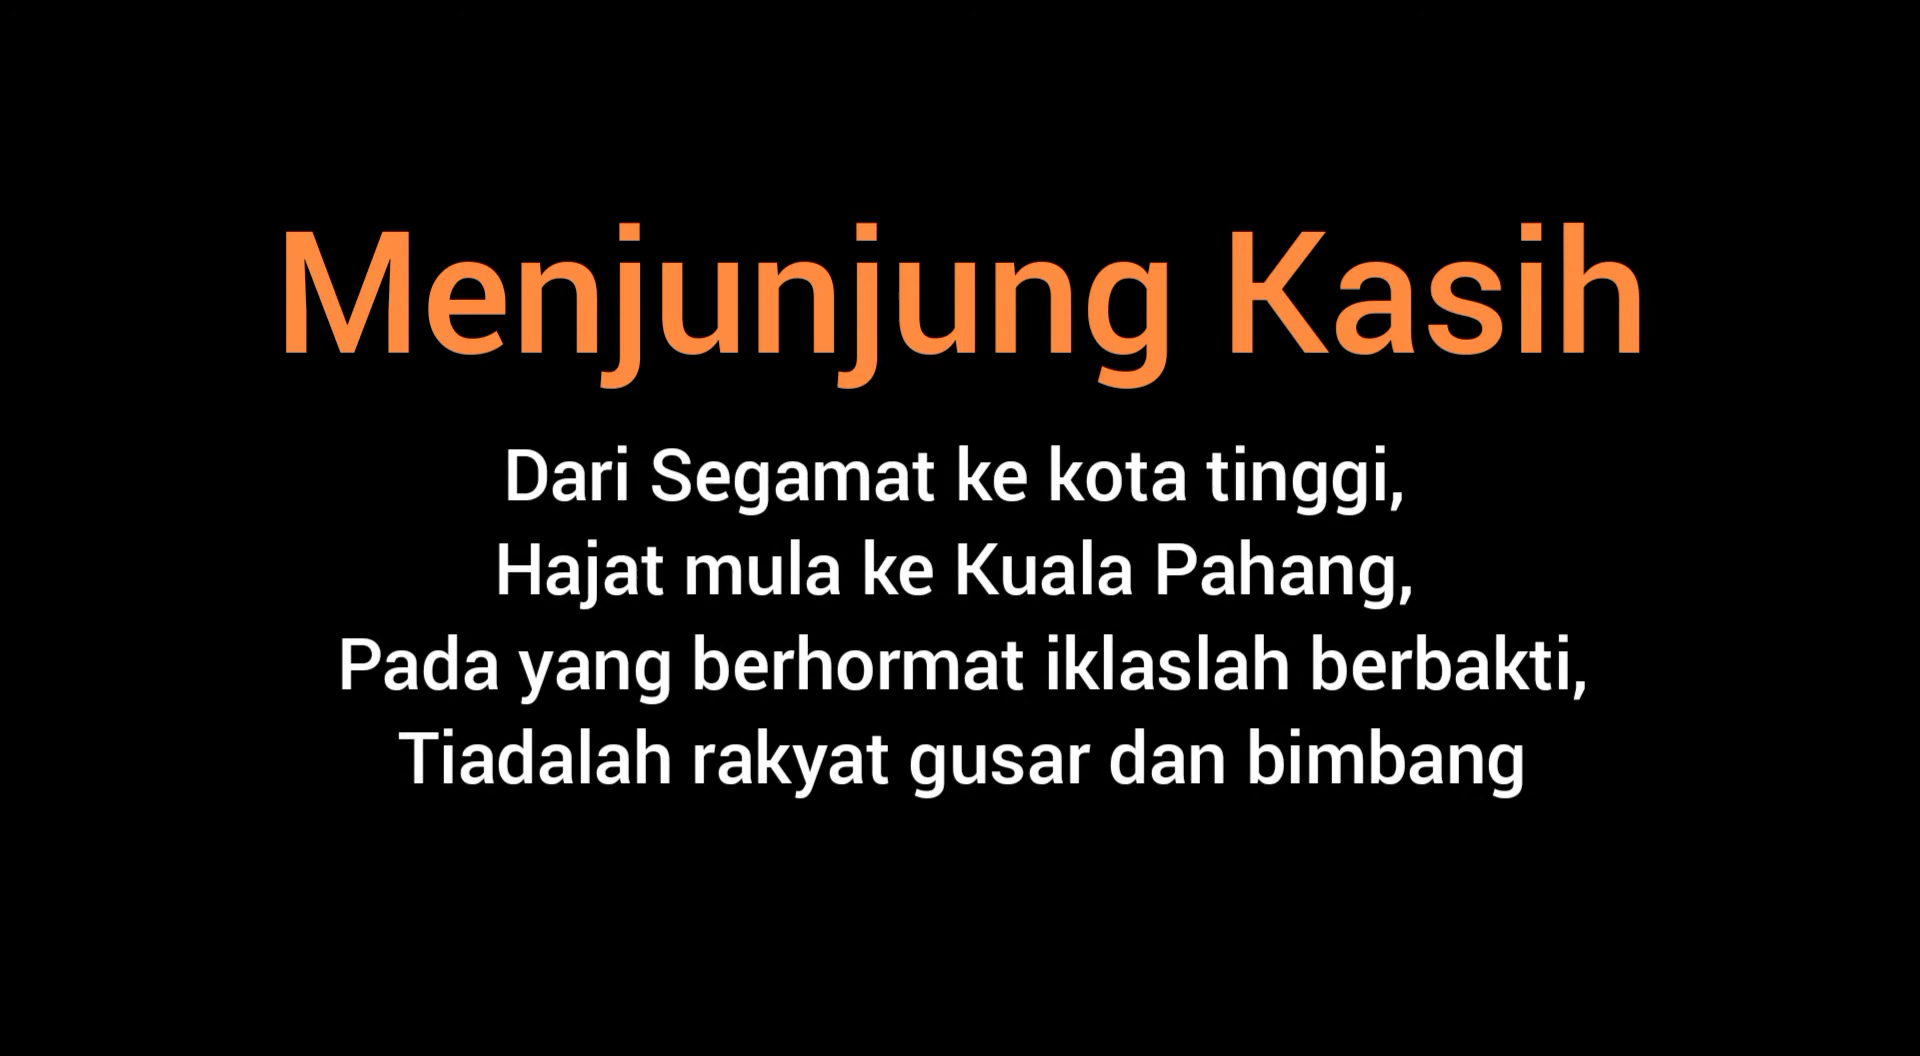 Menjunjung Kasih
Dari Segamat ke kota tinggi,
Hajat mula ke Kuala Pahang,
Pada yang berhormat iklaslah berbakti,
Tiadalah rakyat gusar dan bimbang